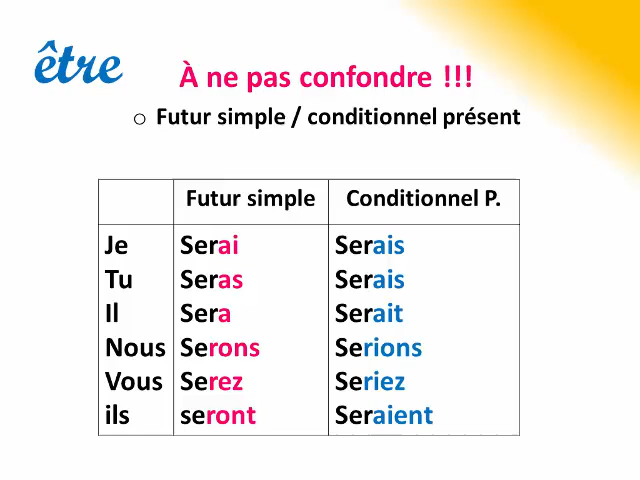 être
À ne pas confondre !!!
o Futur simple / conditionnel présent
Futur simple Conditionnel P.
Je Serai Serais
Tu Seras Serais
Il Sera Serait
Nous Serons Serions
Vous Serez Seriez
ils seront Seraient